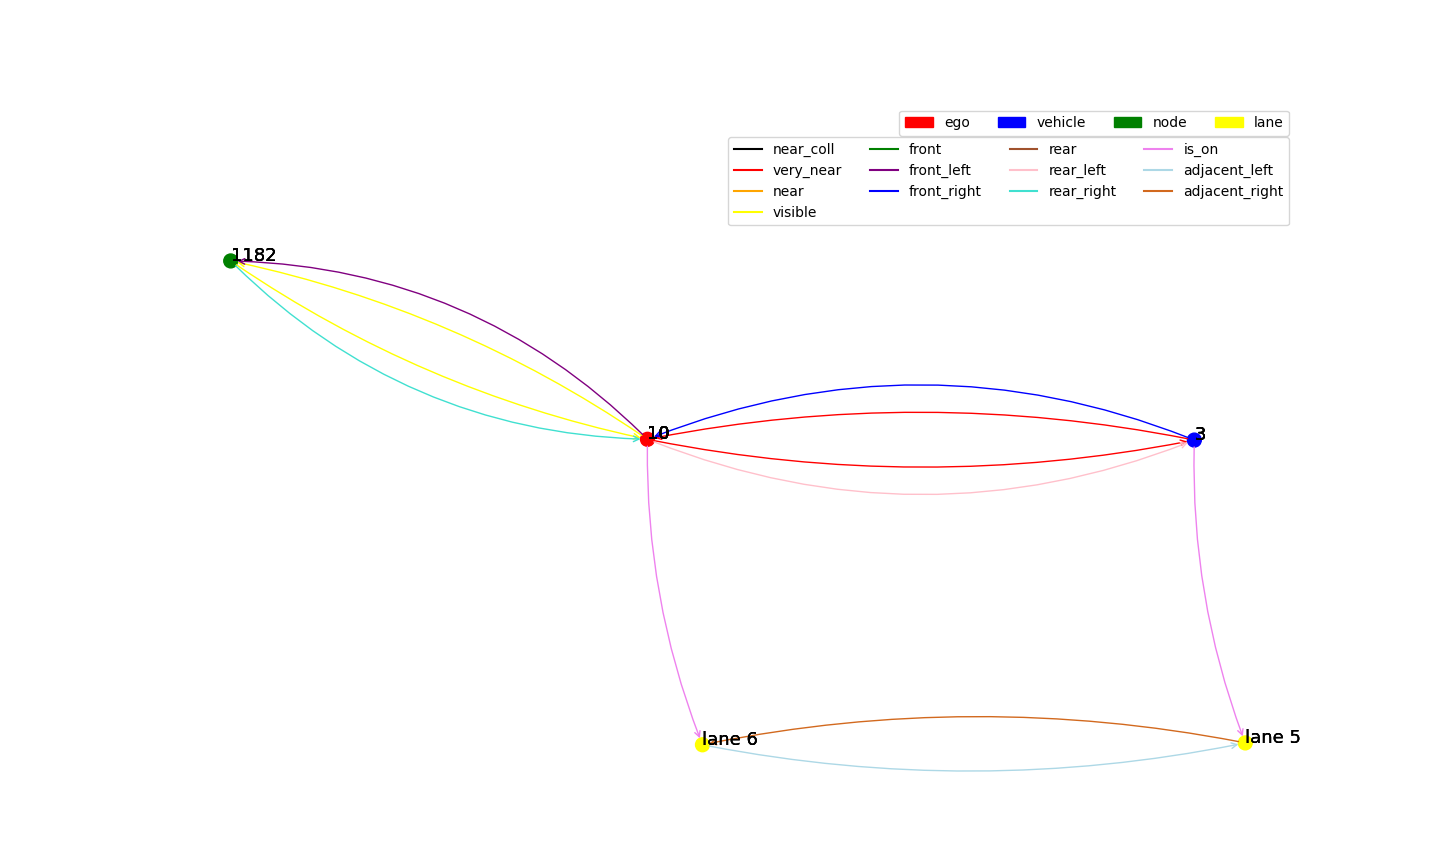 ego vehicle node lane
near_coll front rear is_on
very_near front_left rear_left adjacent_left
near front_right rear_right adjacent_right
visible
1182
3
lane 6
lane 5